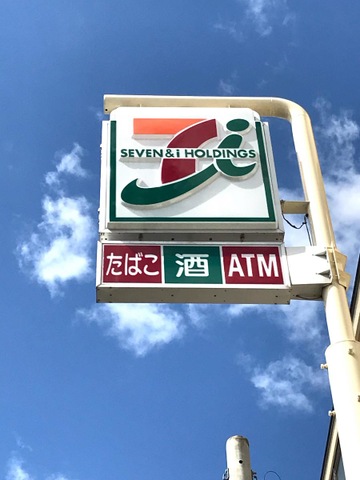 SEVEN & i HOLDINGS
たばこ 酒 ATM